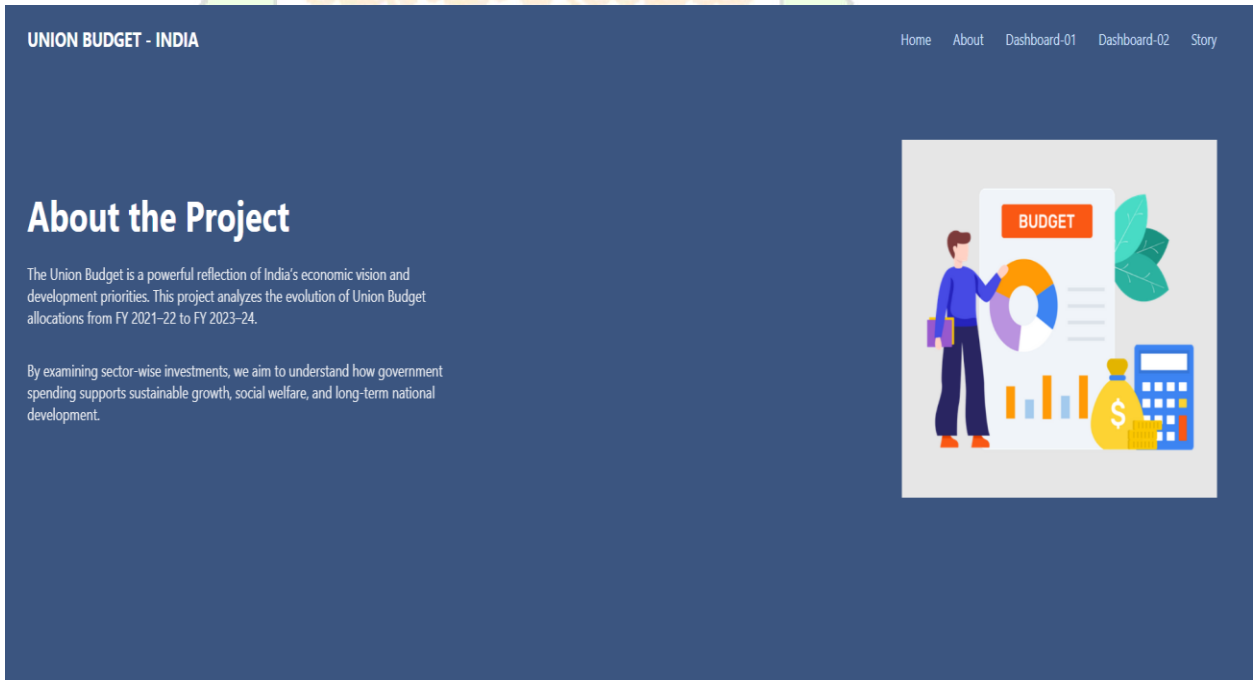 UNION BUDGET - INDIA
Home About Dashboard-01 Dashboard-02 Story
About the Project
The Union Budget is a powerful reflection of India's economic vision and
development priorities. This project analyzes the evolution of Union Budget
allocations from FY 2021–22 to FY 2023–24.
By examining sector-wise investments, we aim to understand how government
spending supports sustainable growth, social welfare, and long-term national
development.
BUDGET
$